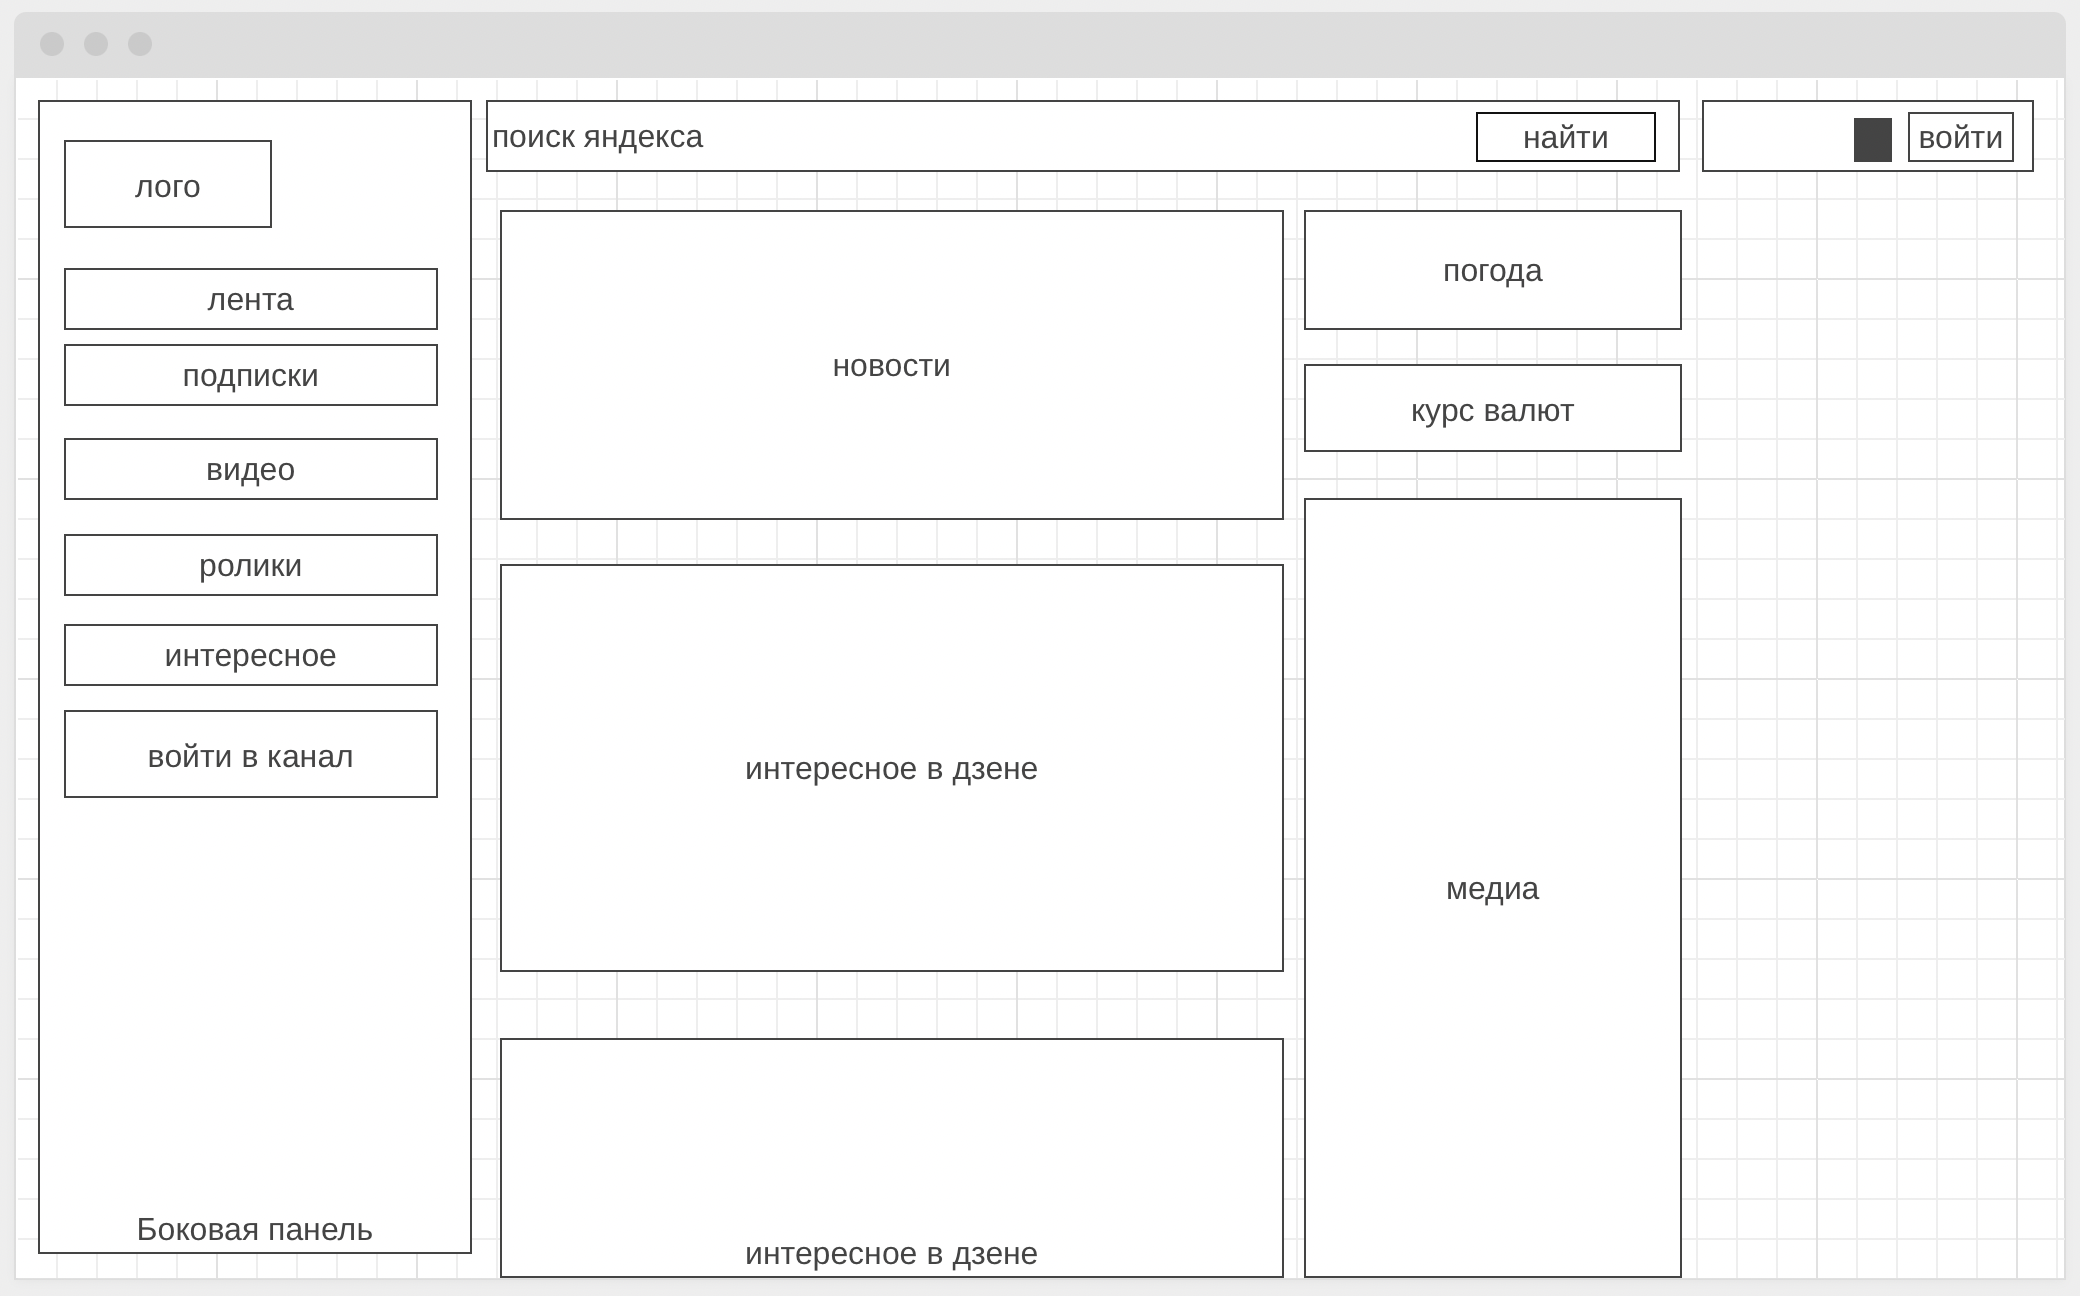 лого
лента
подписки
видео
ролики
интересное
войти в канал
Боковая панель
поиск яндекса
найти
войти
новости
интересное в дзене
интересное в дзене
погода
курс валют
медиа